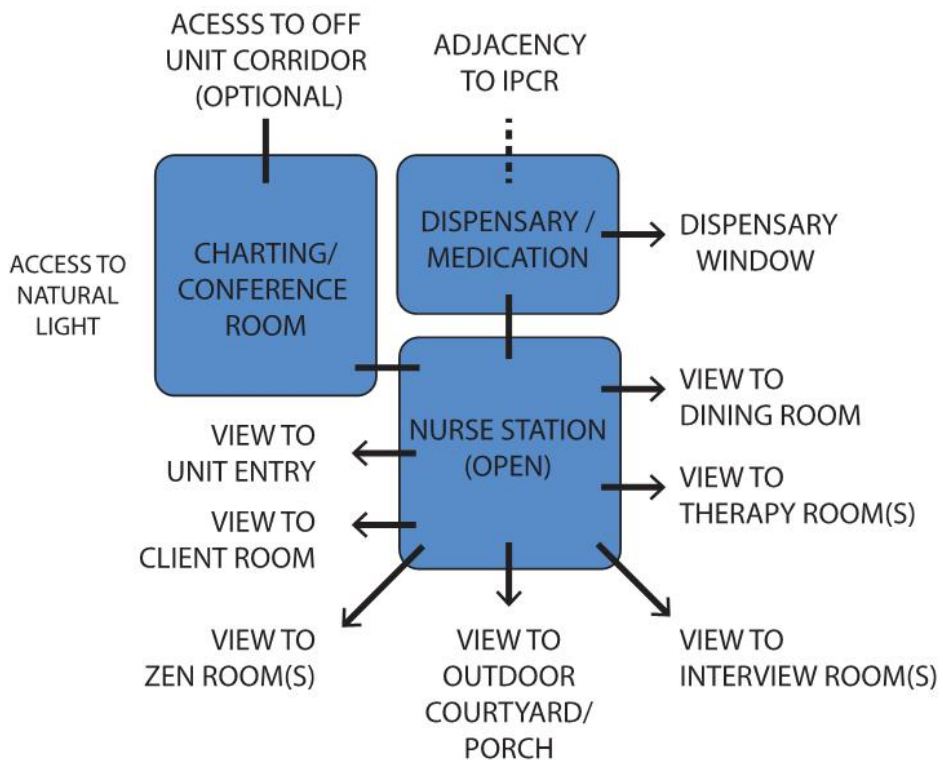 ACESSS TO OFF
UNIT CORRIDOR
(OPTIONAL)
ADJACENCY
TO IPCR
CHARTING/
CONFERENCE
ROOM
DISPENSARY /
MEDICATION
DISPENSARY
WINDOW
ACCESS TO
NATURAL
LIGHT
NURSE STATION
(OPEN)
VIEW TO
DINING ROOM
VIEW TO
UNIT ENTRY
VIEW TO
THERAPY ROOM(S)
VIEW TO
CLIENT ROOM
VIEW TO
ZEN ROOM(S)
VIEW TO
OUTDOOR
COURTYARD/
PORCH
VIEW TO
INTERVIEW ROOM(S)